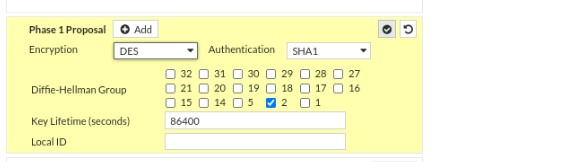 Phase 1 Proposal Add
Encryption DES Authentication SHA1
32 31 30 29 28 27
Diffie-Hellman Group 21 20 19 18 17 16
15 14 5 2 1
Key Lifetime (seconds) 86400
Local ID